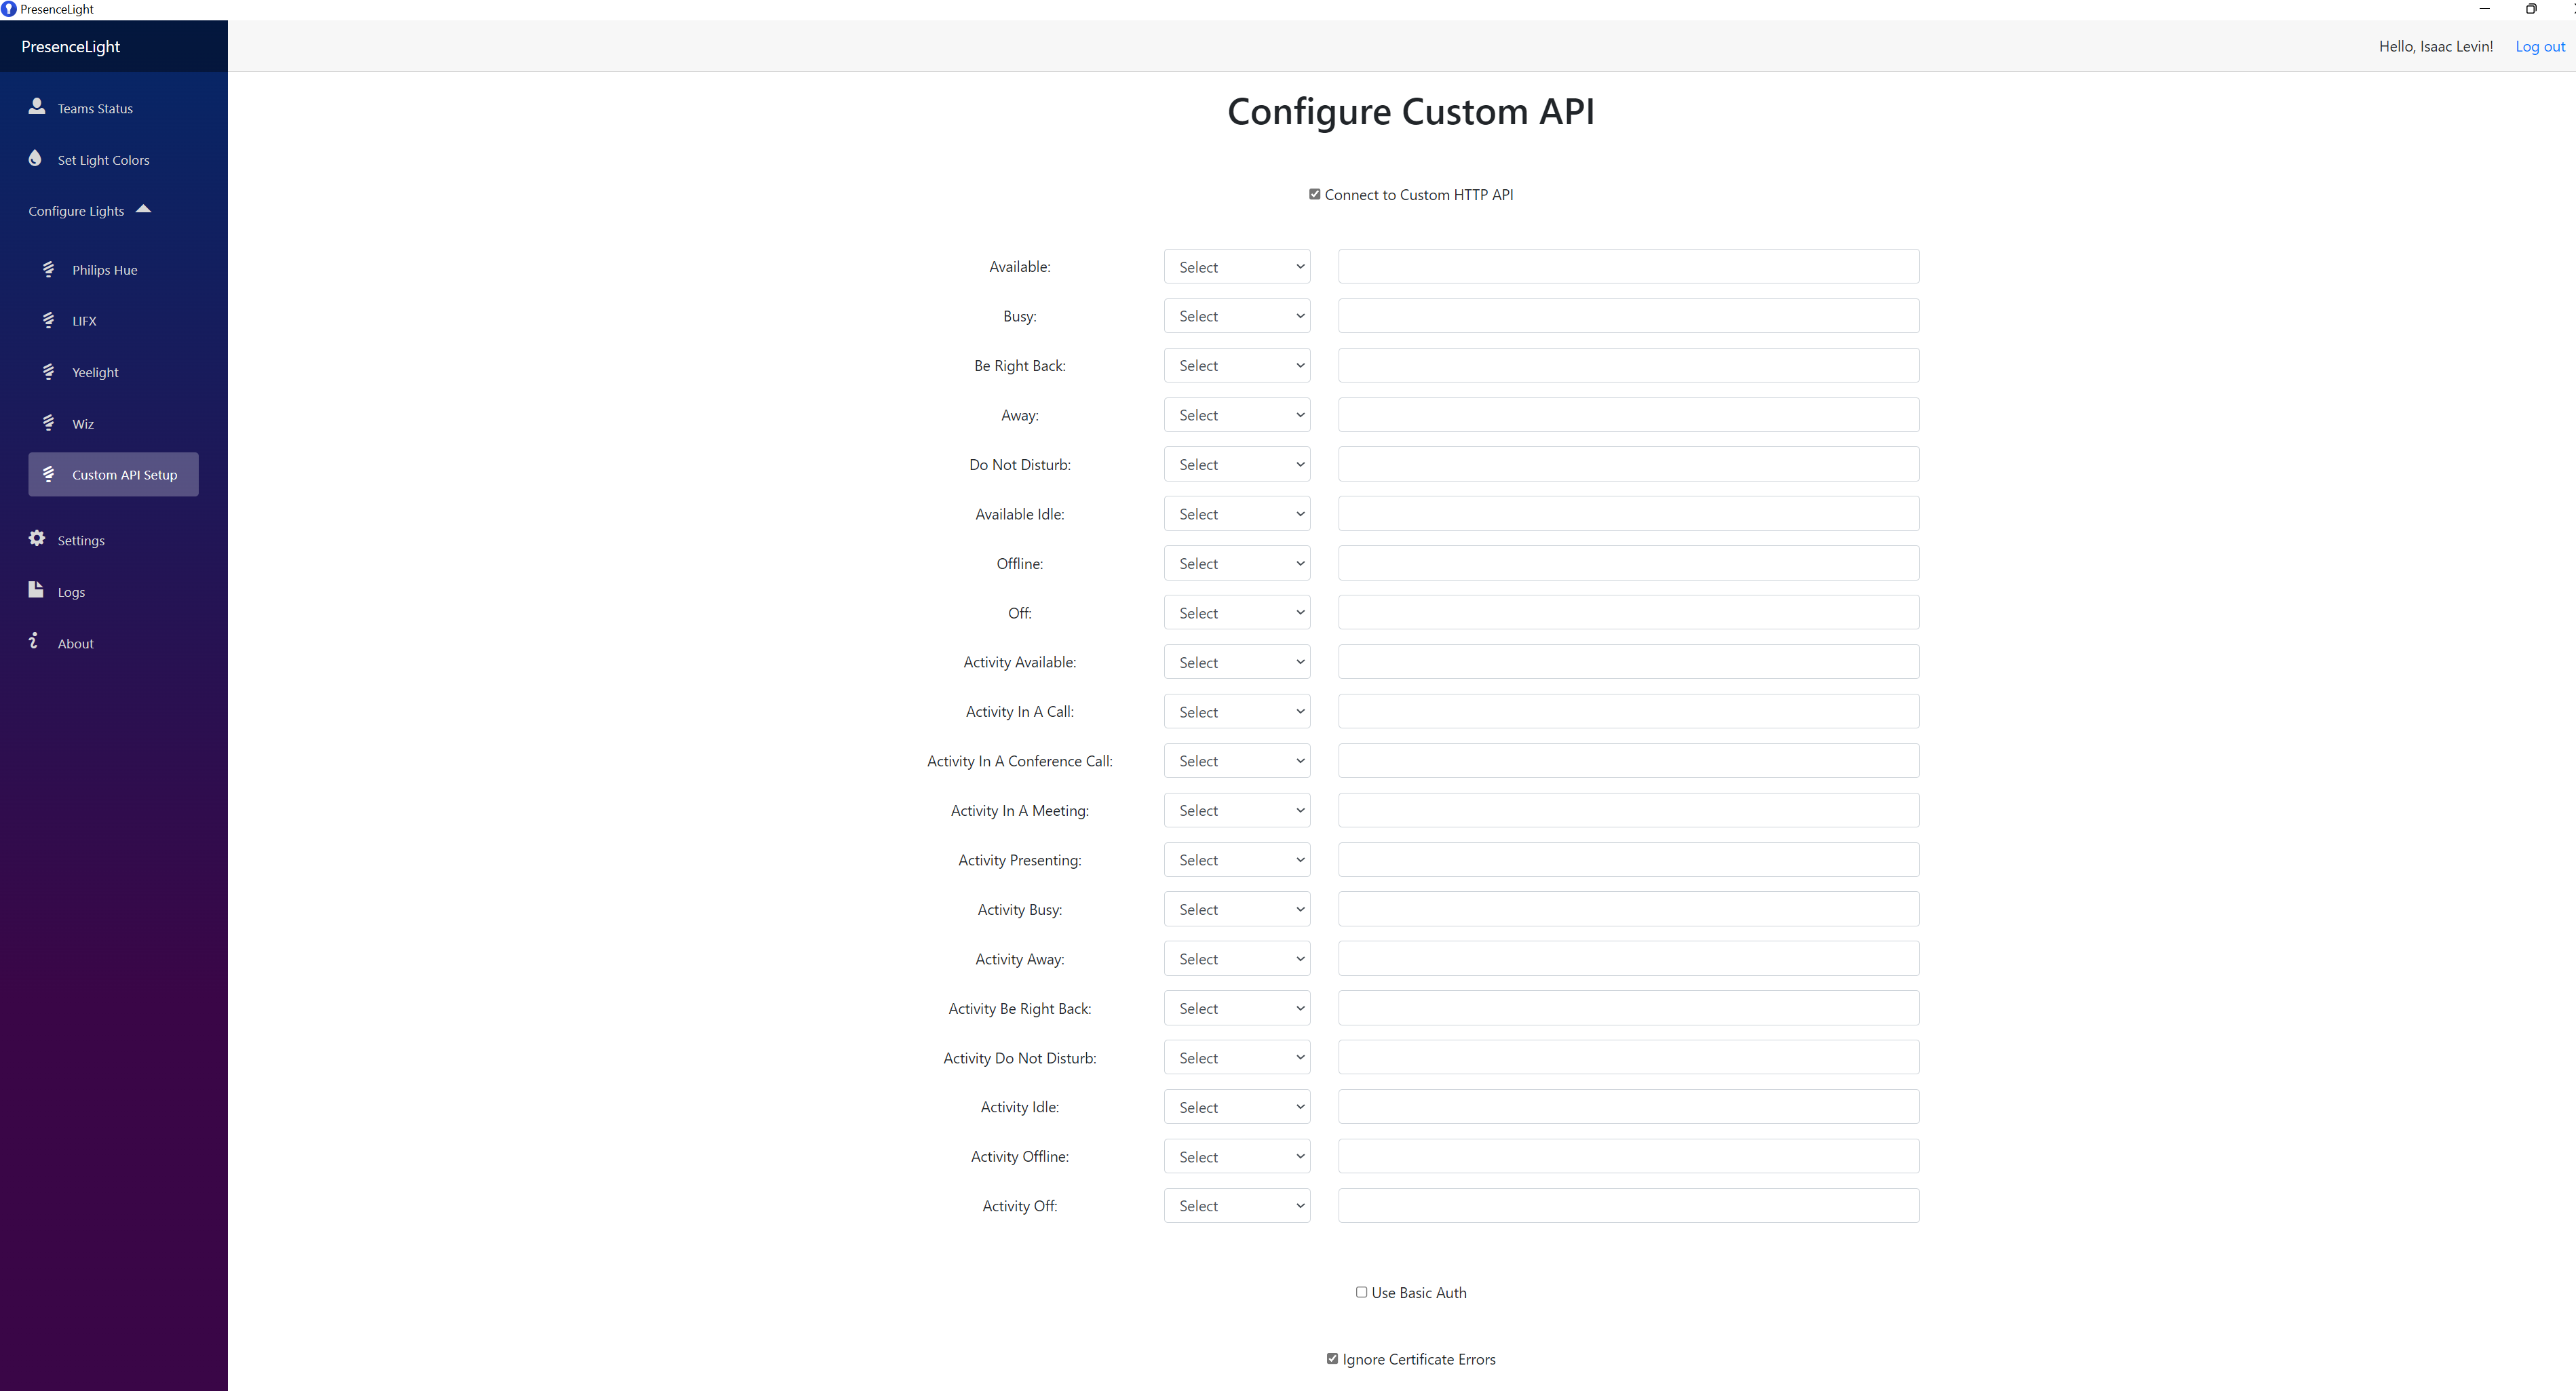 PresenceLight
PresenceLight
Hello, Isaac Levin! Log out
Teams Status
Set Light Colors
Configure Lights
Philips Hue
LIFX
Yeelight
Wiz
Custom API Setup
Settings
Logs
About
Configure Custom API
Connect to Custom HTTP API
Available: Select
Busy: Select
Be Right Back: Select
Away: Select
Do Not Disturb: Select
Available Idle: Select
Offline: Select
Off: Select
Activity Available: Select
Activity In A Call: Select
Activity In A Conference Call: Select
Activity In A Meeting: Select
Activity Presenting: Select
Activity Busy: Select
Activity Away: Select
Activity Be Right Back: Select
Activity Do Not Disturb: Select
Activity Idle: Select
Activity Offline: Select
Activity Off: Select
Use Basic Auth
Ignore Certificate Errors